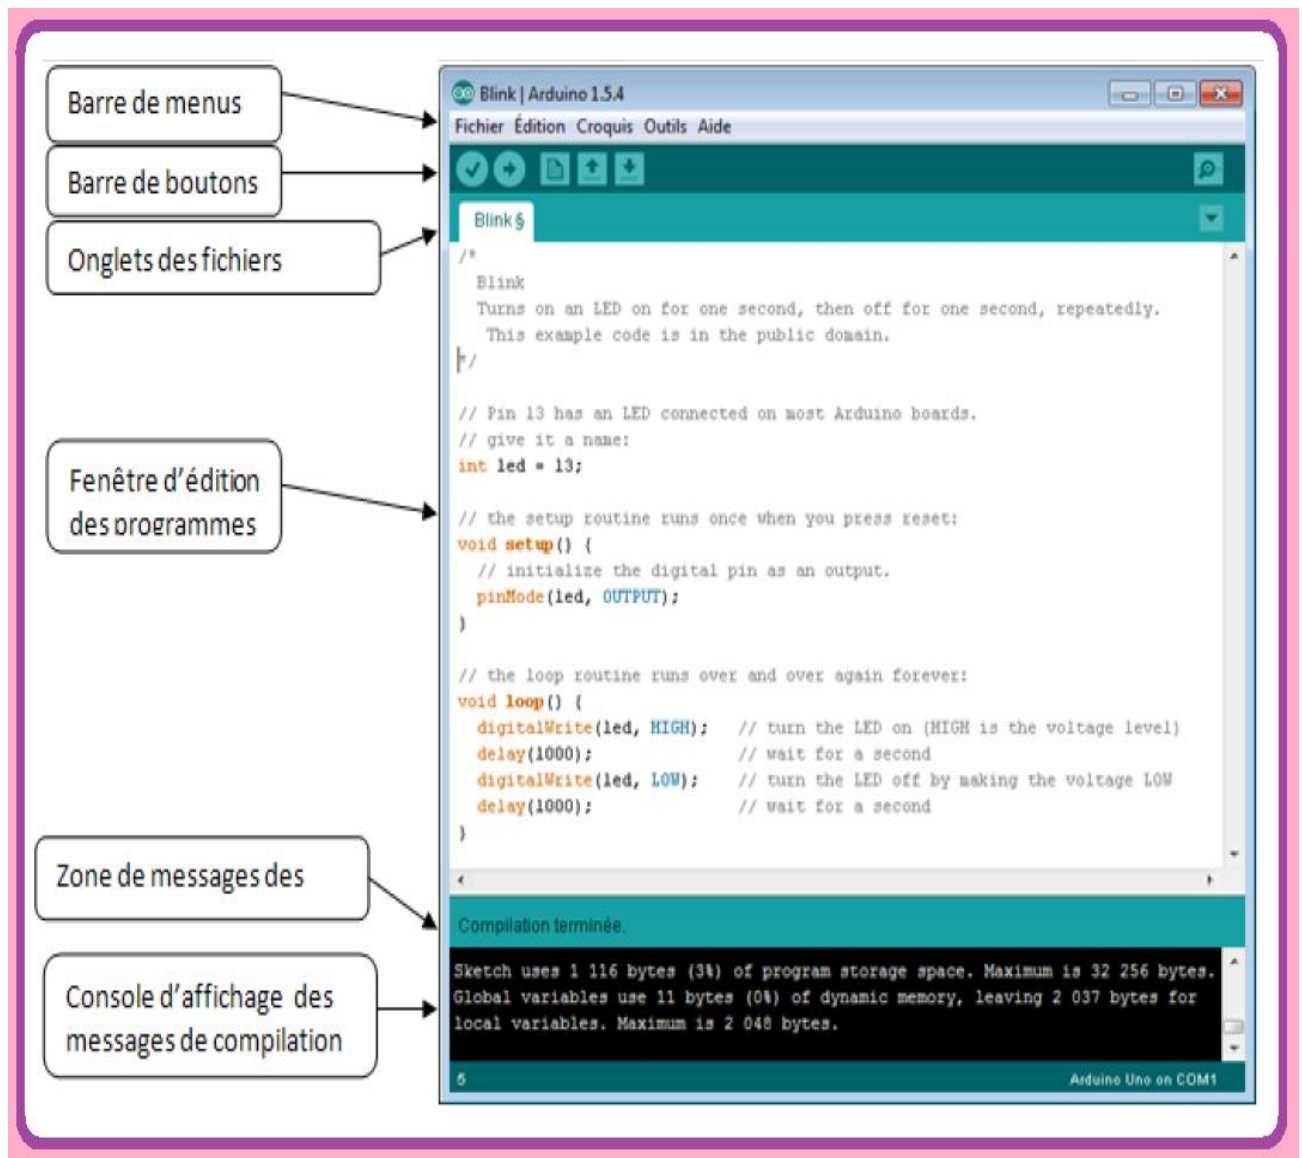 Barre de menus
Barre de boutons
Onglets des fichiers
Fenêtre d'édition
des programmes
Zone de messages des
Console d'affichage des
messages de compilation
Blink | Arduino 1.5.4
Fichier Édition Croquis Outils Aide
Blink §
/*
Blink
Turns on an LED on for one second, then off for one second, repeatedly.
This example code is in the public domain.
*/
// Pin 13 has an LED connected on most Arduino boards.
// give it a name:
int led = 13;
// the setup routine runs once when you press reset:
void setup() {
// initialize the digital pin as an output.
pinMode(led, OUTPUT);
}
// the loop routine runs over and over again forever:
void loop() {
digitalWrite(led, HIGH); // turn the LED on (HIGH is the voltage level)
delay(1000); // wait for a second
digitalWrite(led, LOW); // turn the LED off by making the voltage LOW
delay(1000); // wait for a second
}
Compilation terminée.
Sketch uses 1 116 bytes (3%) of program storage space. Maximum is 32 256 bytes.
Global variables use 11 bytes (0%) of dynamic memory, leaving 2 037 bytes for
local variables. Maximum is 2 048 bytes.
5 Arduino Uno on COM1